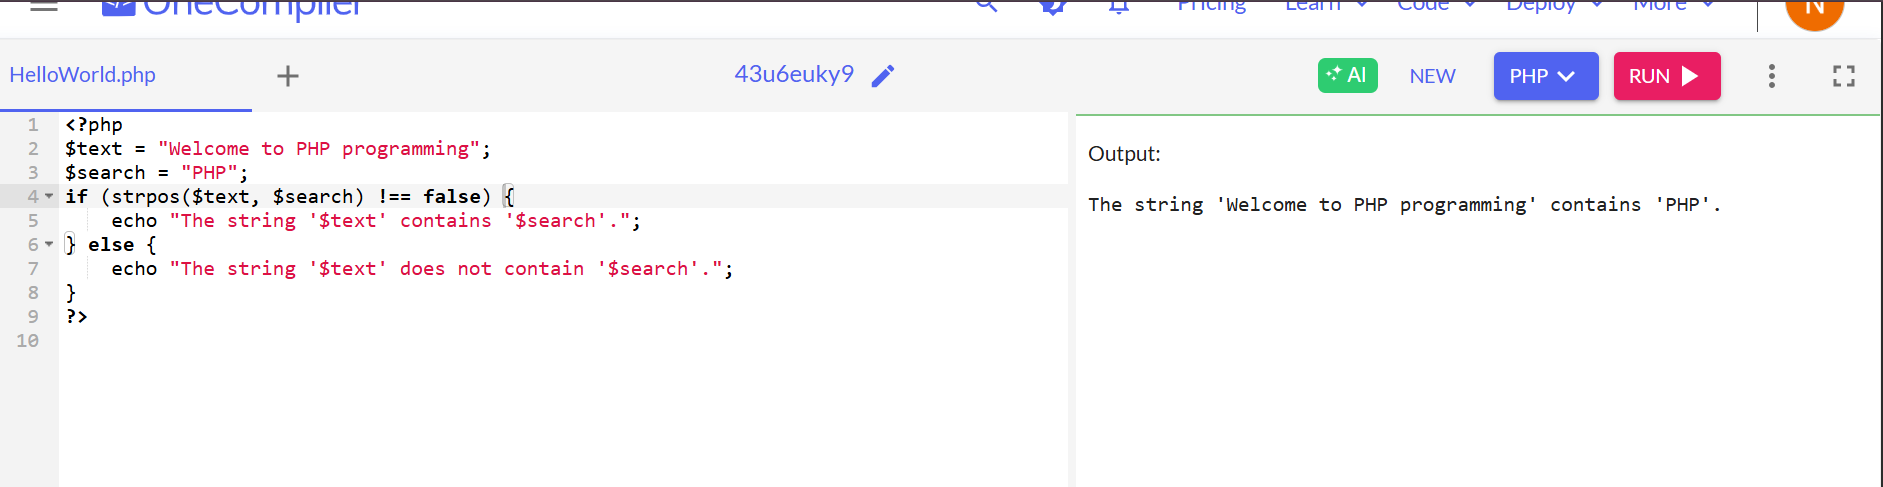 OneCompiler
Pricing Learn Code Deploy More N
HelloWorld.php + 43u6euky9 AI NEW PHP RUN
1 <?php
2 $text = "Welcome to PHP programming";
3 $search = "PHP";
4 if (strpos($text, $search) !== false) {
5     echo "The string '$text' contains '$search'.";
6 } else {
7     echo "The string '$text' does not contain '$search'.";
8 }
9 ?>
10
Output:
The string 'Welcome to PHP programming' contains 'PHP'.